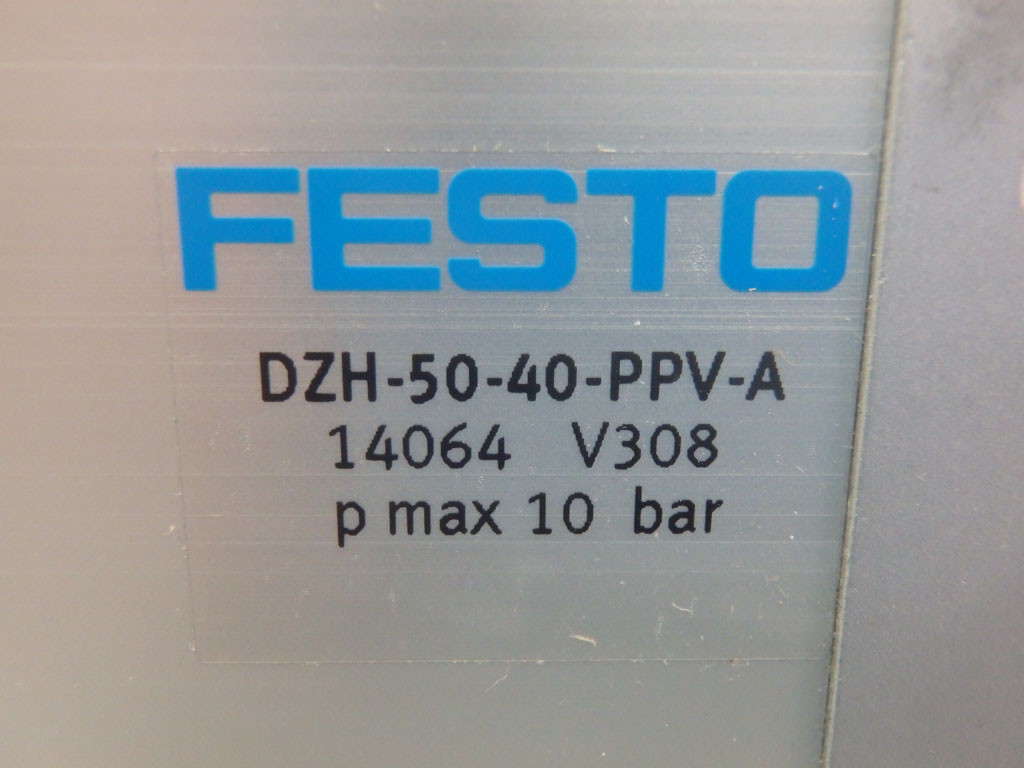 FESTO
DZH-50-40-PPV-A
14064 V308
p max 10 bar